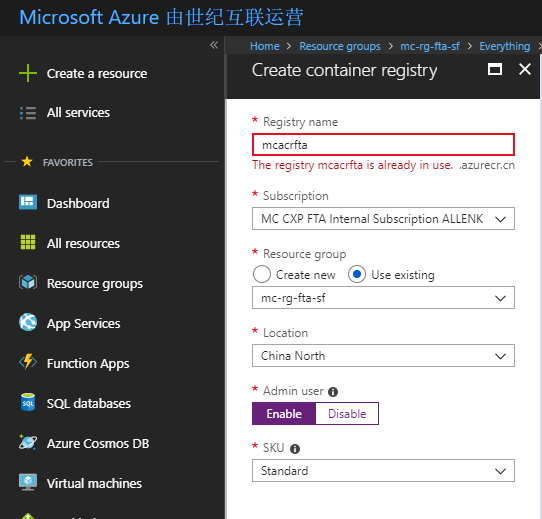 Microsoft Azure 由世纪互联运营
Home > Resource groups > mc-rg-fta-sf > Everything >
Create container registry
Create a resource
All services
FAVORITES
Dashboard
All resources
Resource groups
App Services
Function Apps
SQL databases
Azure Cosmos DB
Virtual machines
* Registry name
mcacrfta
The registry mcacrfta is already in use. .azurecr.cn
* Subscription
MC CXP FTA Internal Subscription ALLENK
* Resource group
Create new Use existing
mc-rg-fta-sf
* Location
China North
* Admin user
Enable Disable
* SKU
Standard